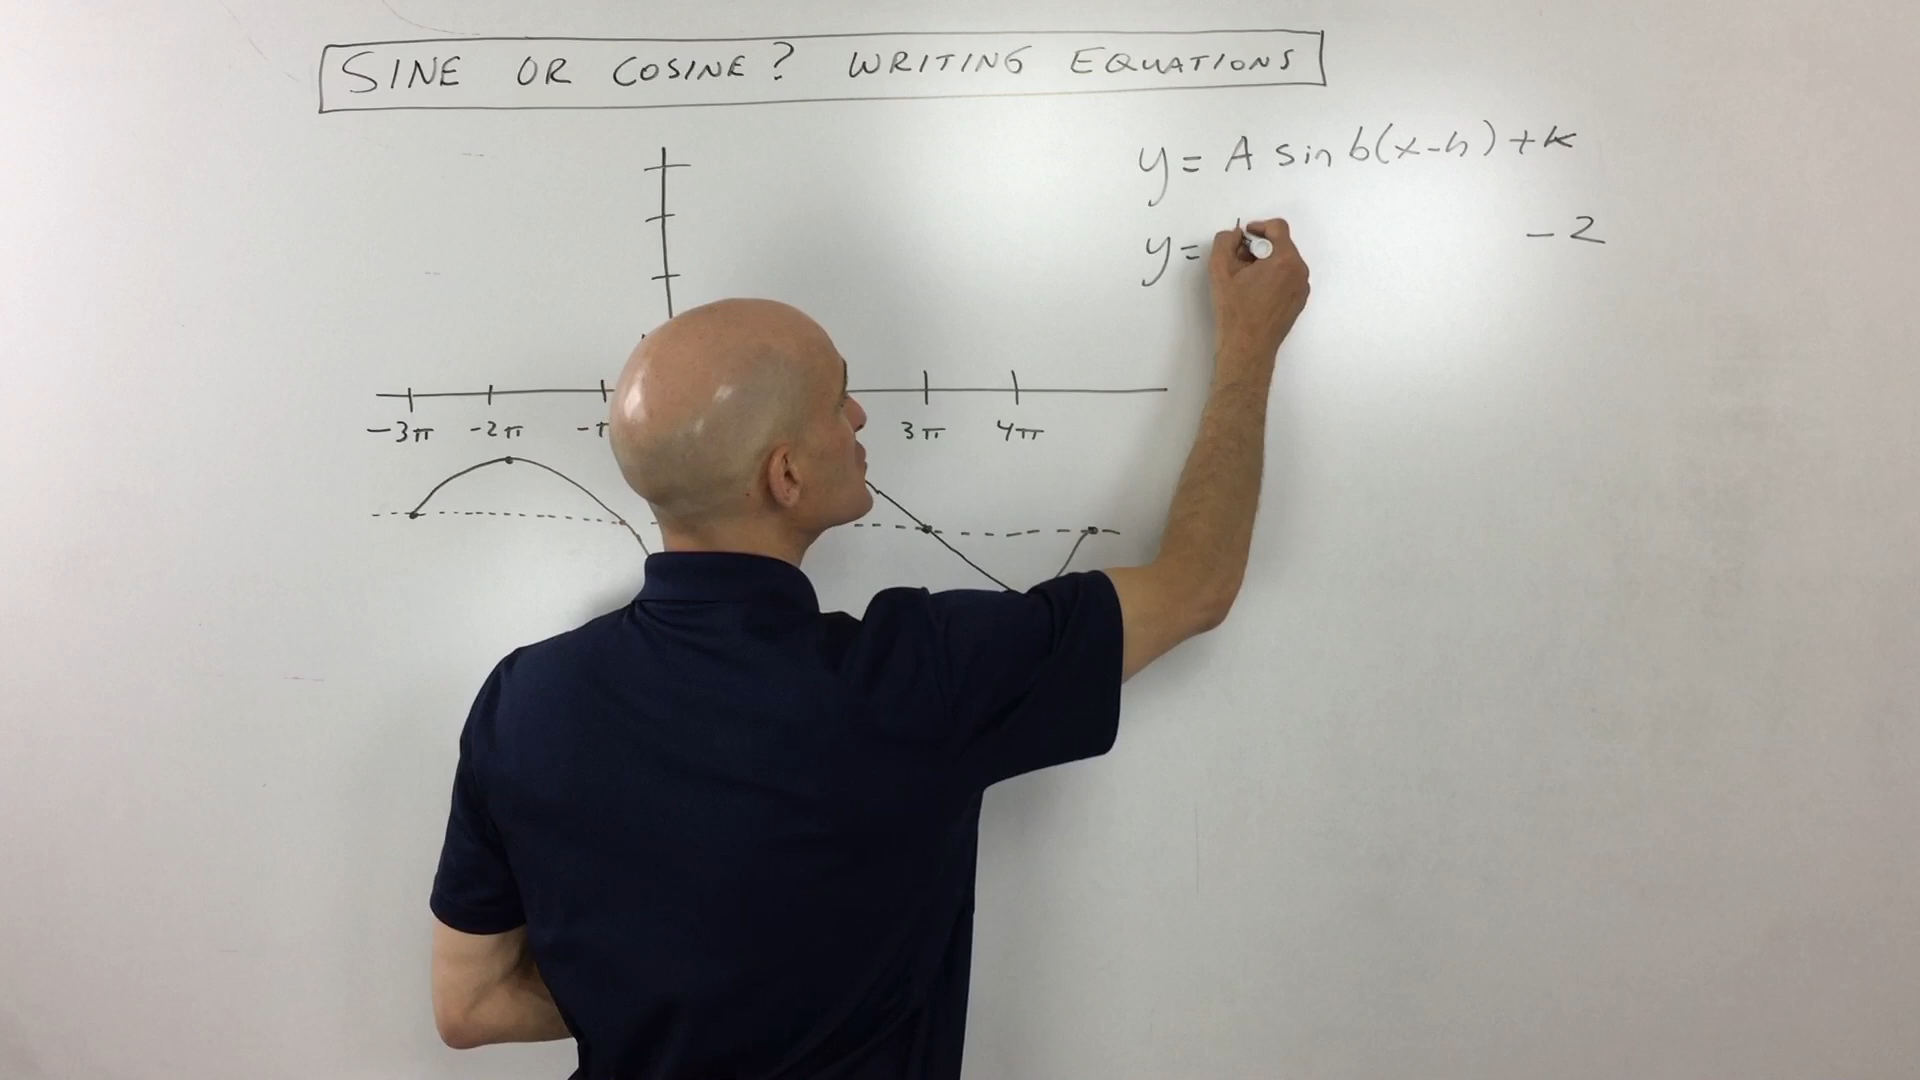 SINE OR COSINE? WRITING EQUATIONS
y = A sin b(x-h) + k
y = - 2
-3π -2π 3π 4π